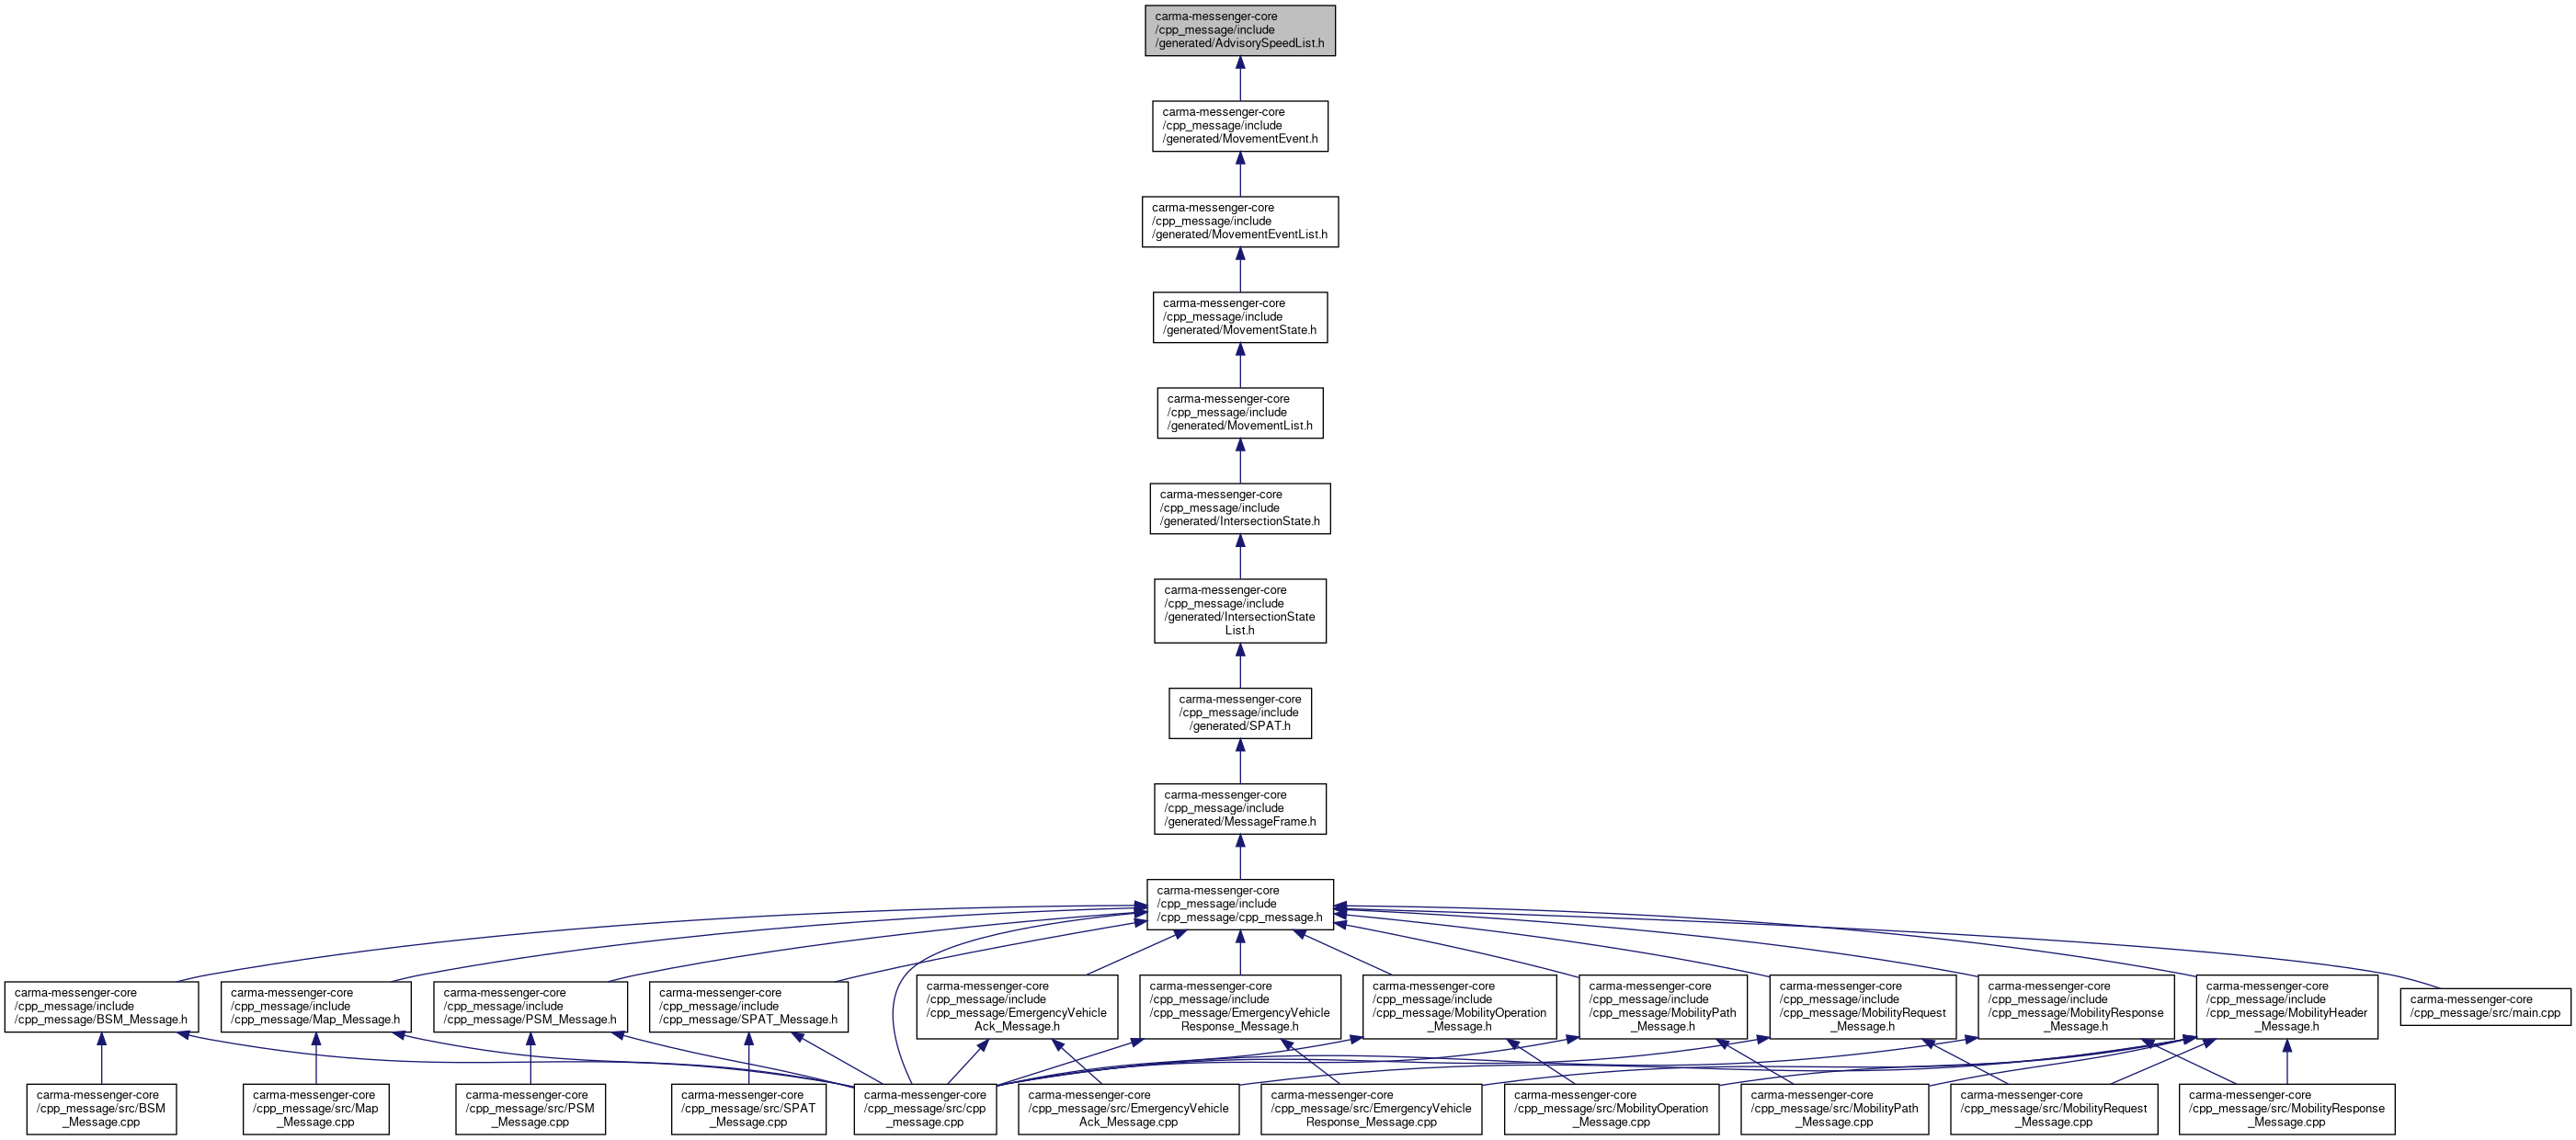 carma-messenger-core
/cpp_message/include
/generated/AdvisorySpeedList.h
carma-messenger-core
/cpp_message/include
/generated/MovementEvent.h
carma-messenger-core
/cpp_message/include
/generated/MovementEventList.h
carma-messenger-core
/cpp_message/include
/generated/MovementState.h
carma-messenger-core
/cpp_message/include
/generated/MovementList.h
carma-messenger-core
/cpp_message/include
/generated/IntersectionState.h
carma-messenger-core
/cpp_message/include
/generated/IntersectionState
List.h
carma-messenger-core
/cpp_message/include
/generated/SPAT.h
carma-messenger-core
/cpp_message/include
/generated/MessageFrame.h
carma-messenger-core
/cpp_message/include
/cpp_message/cpp_message.h
carma-messenger-core
/cpp_message/include
/cpp_message/BSM_Message.h
carma-messenger-core
/cpp_message/include
/cpp_message/Map_Message.h
carma-messenger-core
/cpp_message/include
/cpp_message/PSM_Message.h
carma-messenger-core
/cpp_message/include
/cpp_message/SPAT_Message.h
carma-messenger-core
/cpp_message/include
/cpp_message/EmergencyVehicle
Ack_Message.h
carma-messenger-core
/cpp_message/include
/cpp_message/EmergencyVehicle
Response_Message.h
carma-messenger-core
/cpp_message/include
/cpp_message/MobilityOperation
_Message.h
carma-messenger-core
/cpp_message/include
/cpp_message/MobilityPath
_Message.h
carma-messenger-core
/cpp_message/include
/cpp_message/MobilityRequest
_Message.h
carma-messenger-core
/cpp_message/include
/cpp_message/MobilityResponse
_Message.h
carma-messenger-core
/cpp_message/include
/cpp_message/MobilityHeader
_Message.h
carma-messenger-core
/cpp_message/src/main.cpp
carma-messenger-core
/cpp_message/src/BSM
_Message.cpp
carma-messenger-core
/cpp_message/src/Map
_Message.cpp
carma-messenger-core
/cpp_message/src/PSM
_Message.cpp
carma-messenger-core
/cpp_message/src/SPAT
_Message.cpp
carma-messenger-core
/cpp_message/src/cpp
_message.cpp
carma-messenger-core
/cpp_message/src/EmergencyVehicle
Ack_Message.cpp
carma-messenger-core
/cpp_message/src/EmergencyVehicle
Response_Message.cpp
carma-messenger-core
/cpp_message/src/MobilityOperation
_Message.cpp
carma-messenger-core
/cpp_message/src/MobilityPath
_Message.cpp
carma-messenger-core
/cpp_message/src/MobilityRequest
_Message.cpp
carma-messenger-core
/cpp_message/src/MobilityResponse
_Message.cpp